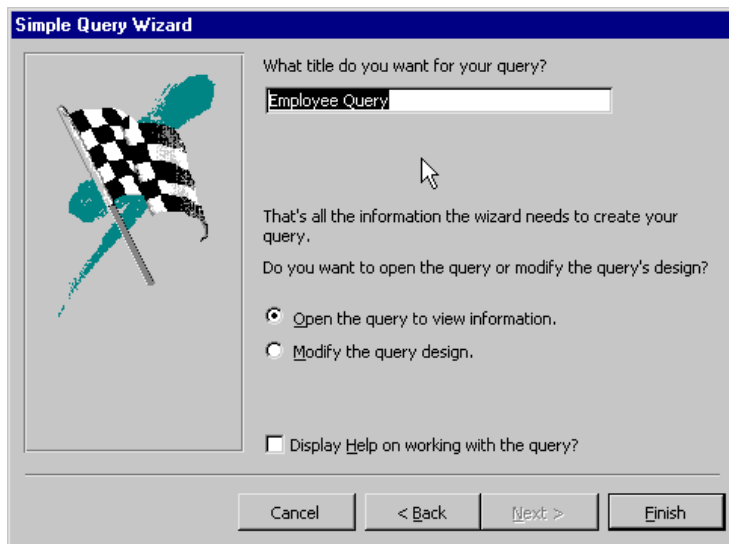 Simple Query Wizard
What title do you want for your query?
Employee Query
That's all the information the wizard needs to create your
query.
Do you want to open the query or modify the query's design?
Open the query to view information.
Modify the query design.
Display Help on working with the query?
Cancel
< Back
Next >
Finish